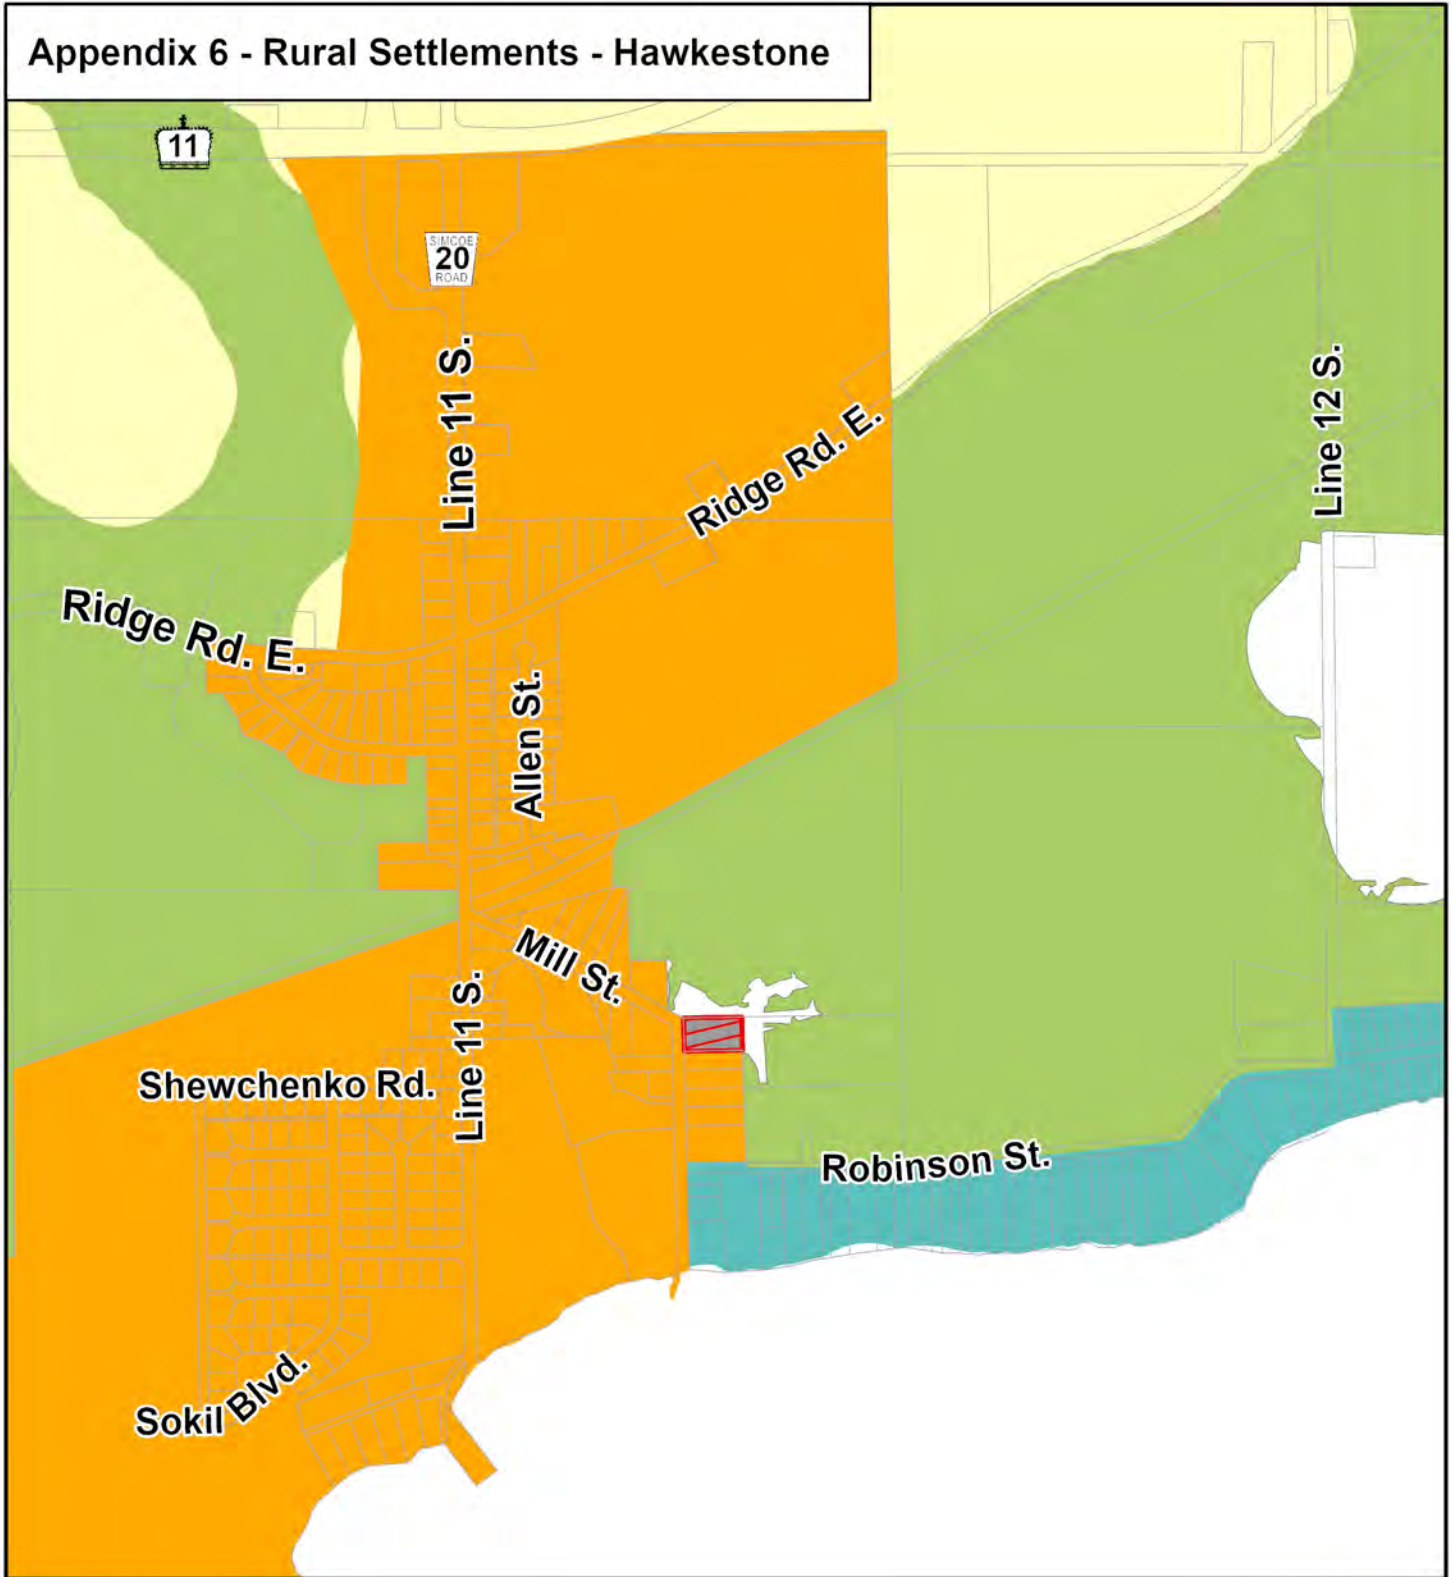 Appendix 6 - Rural Settlements - Hawkestone
11
SIMCOE
20
ROAD
Line 11 S.
Line 12 S.
Ridge Rd. E.
Ridge Rd. E.
Allen St.
Mill St.
Line 11 S.
Shewchenko Rd.
Robinson St.
Sokil Blvd.